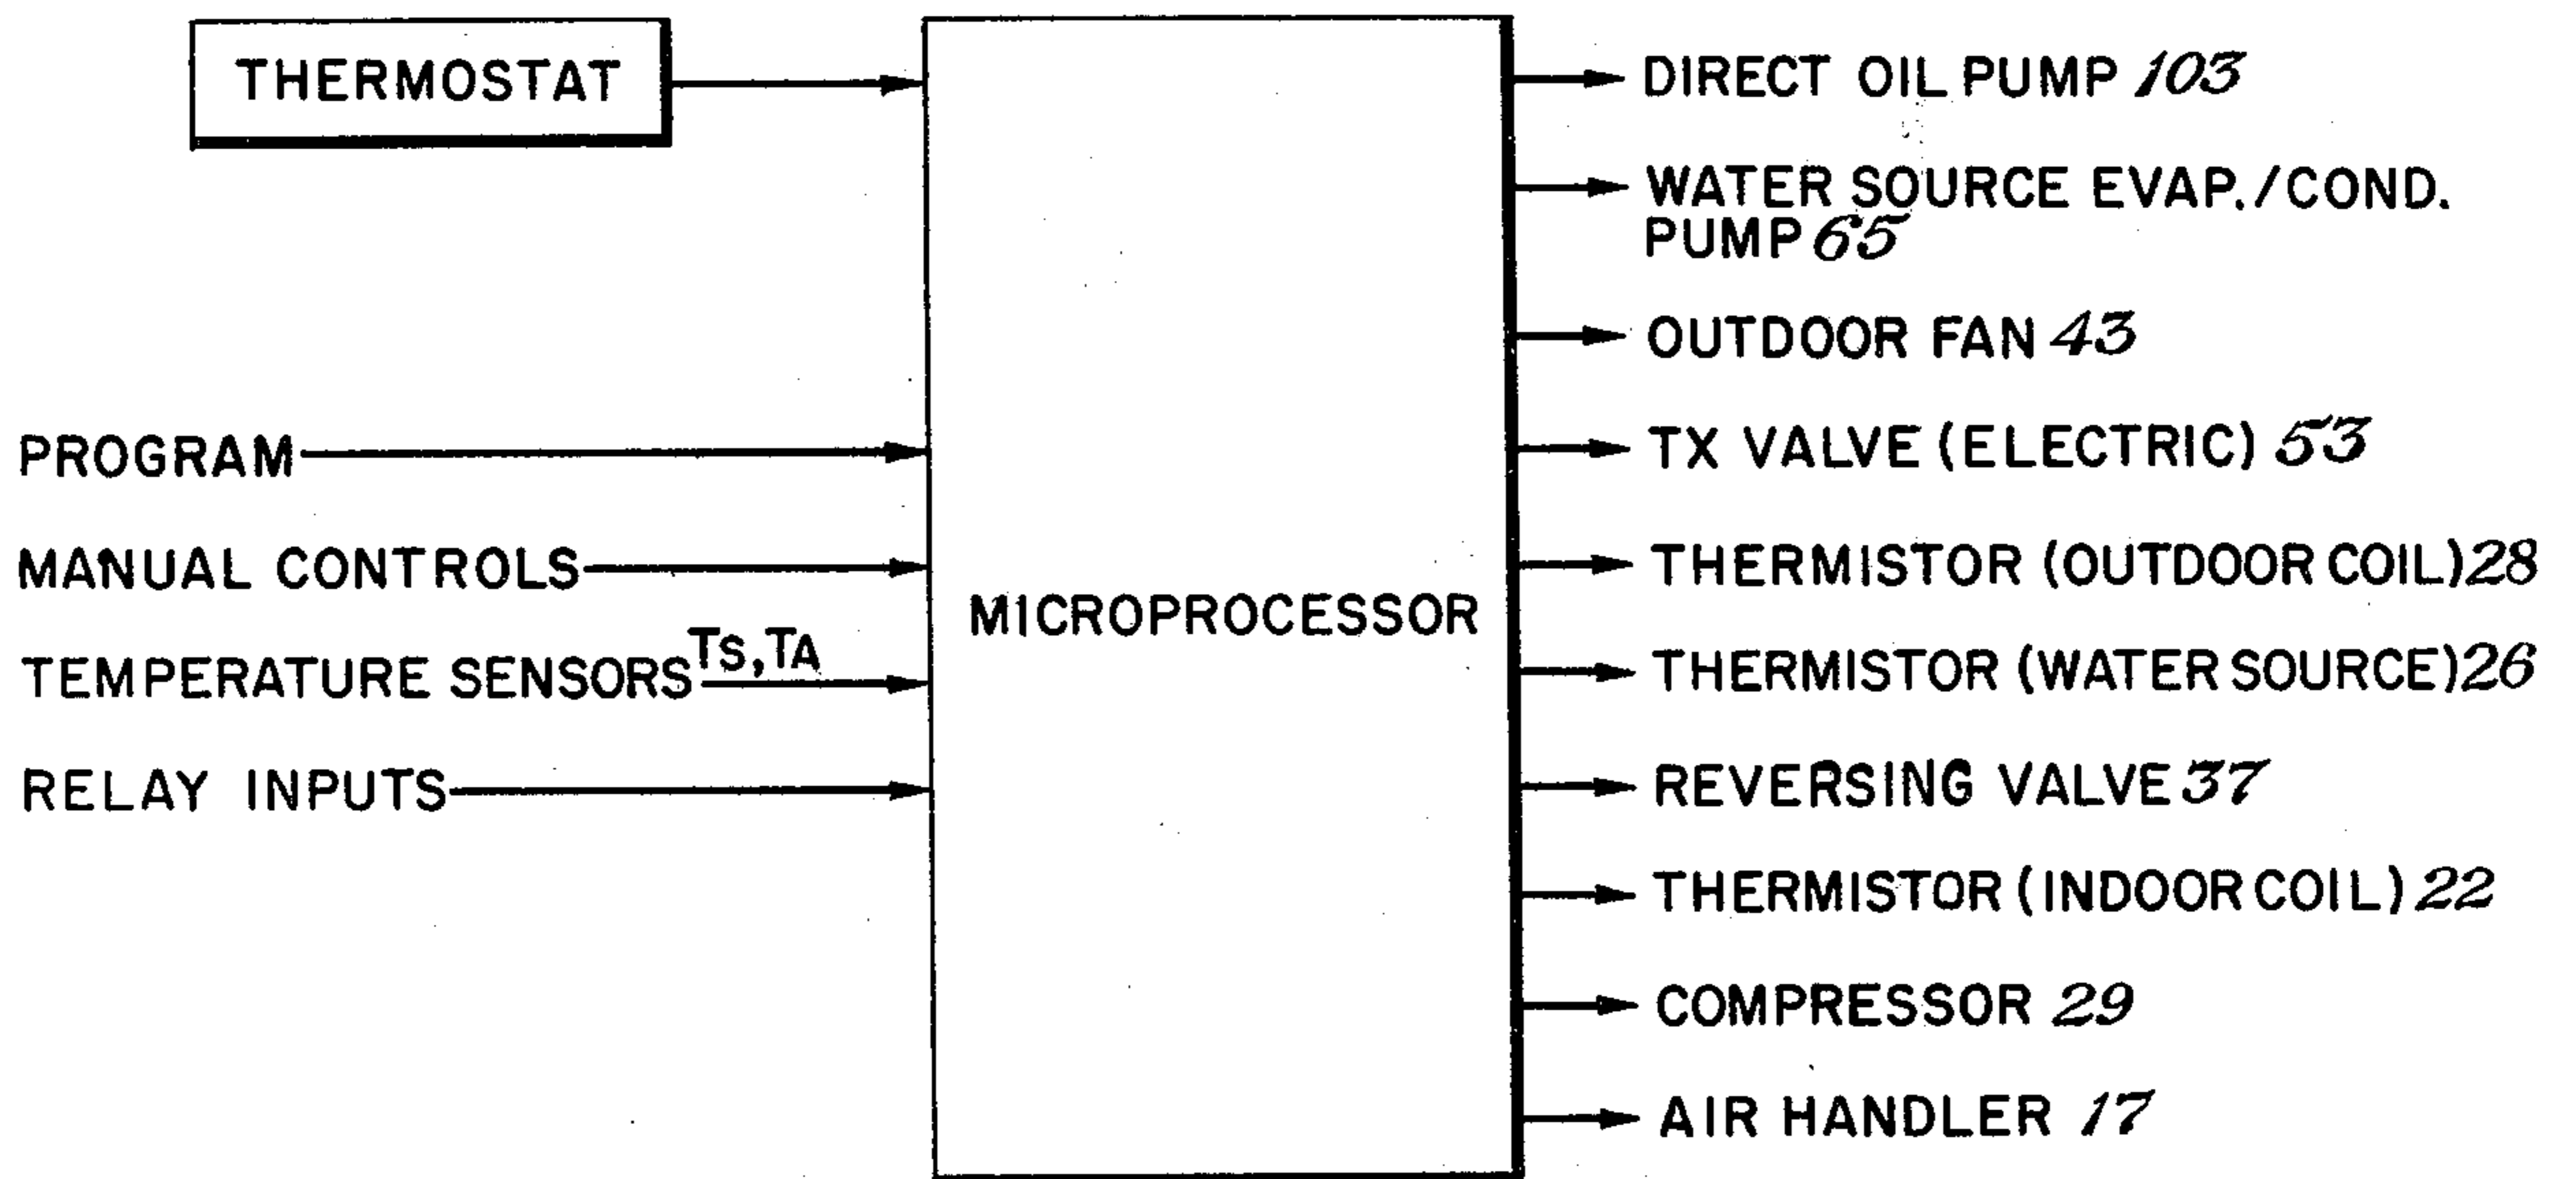 THERMOSTAT
PROGRAM
MANUAL CONTROLS
TEMPERATURE SENSORS TS,TA
RELAY INPUTS
MICROPROCESSOR
DIRECT OIL PUMP 103
WATER SOURCE EVAP./COND.
PUMP 65
OUTDOOR FAN 43
TX VALVE (ELECTRIC) 53
THERMISTOR (OUTDOOR COIL) 28
THERMISTOR (WATER SOURCE) 26
REVERSING VALVE 37
THERMISTOR (INDOOR COIL) 22
COMPRESSOR 29
AIR HANDLER 17